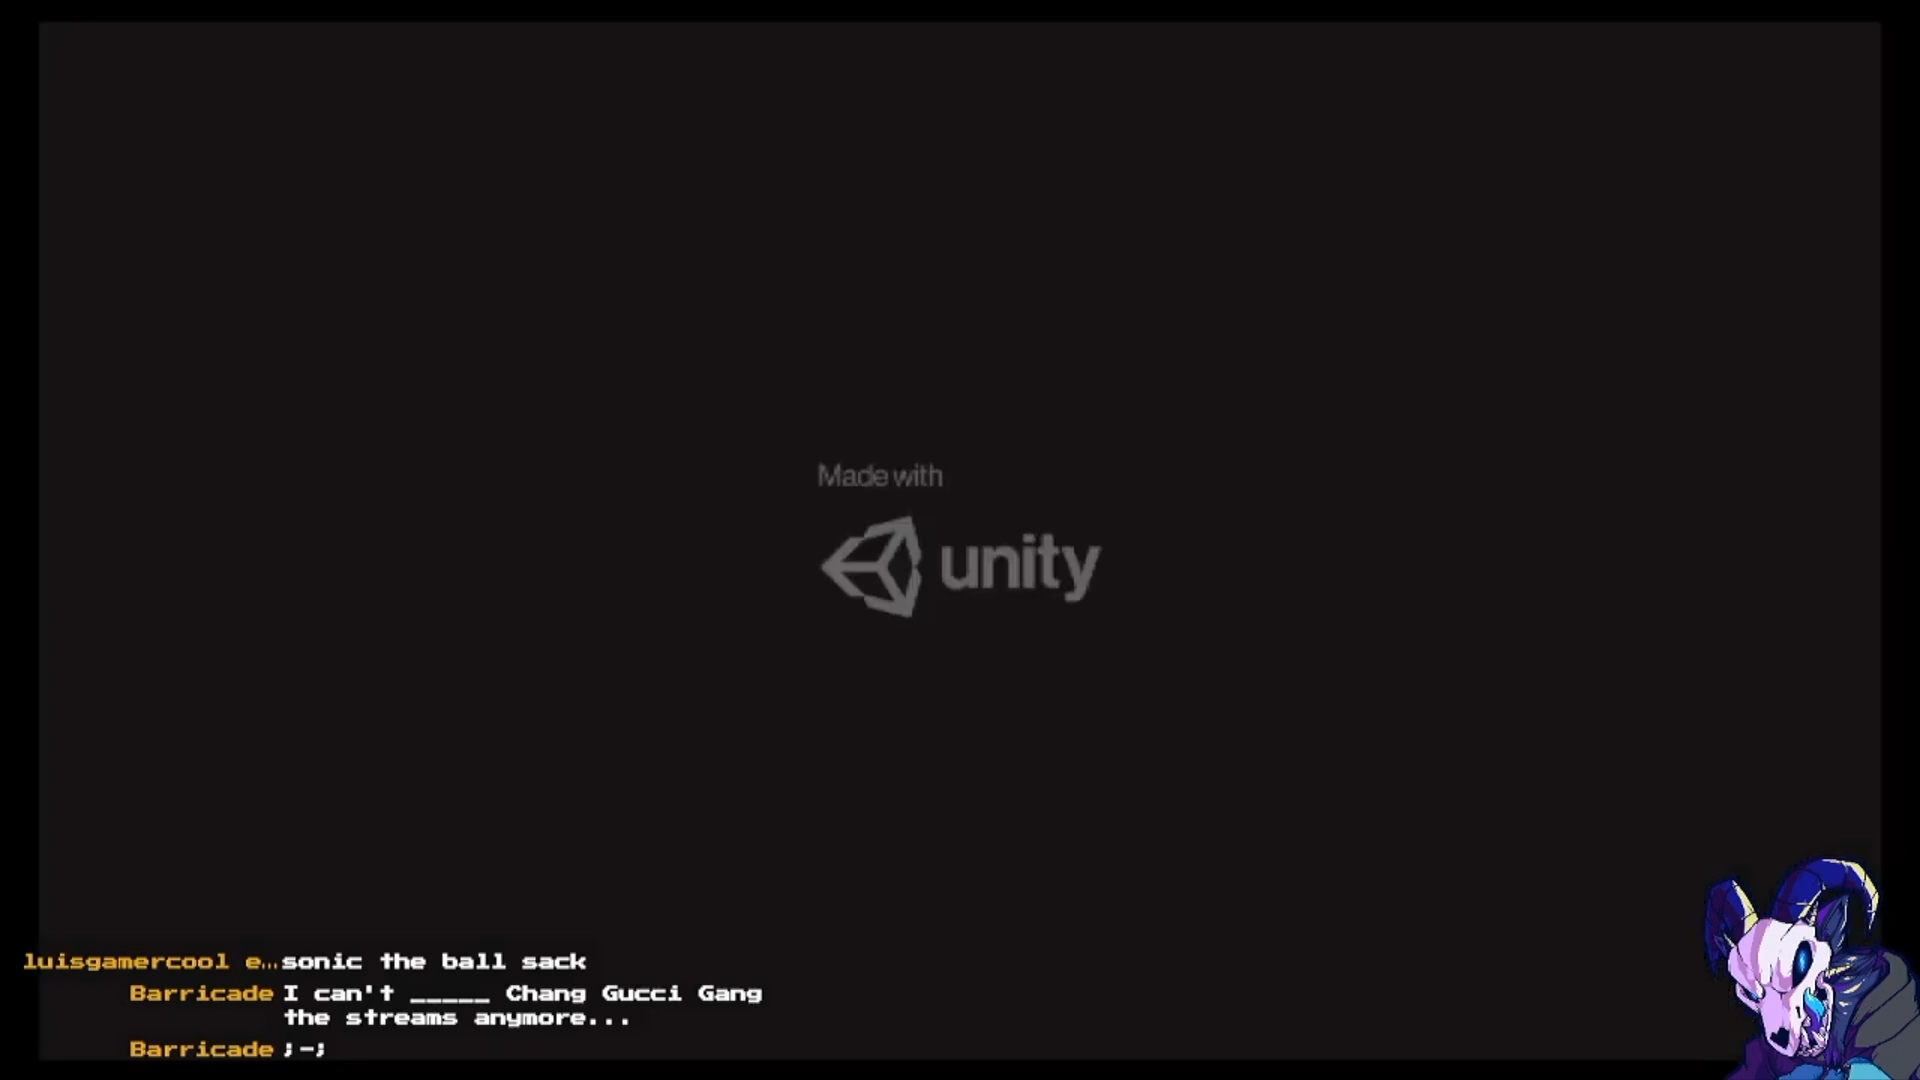 Made with
unity
luisgamercool e… sonic the ball sack
Barricade I can't _____ Chang Gucci Gang
the streams anymore...
Barricade ;-;